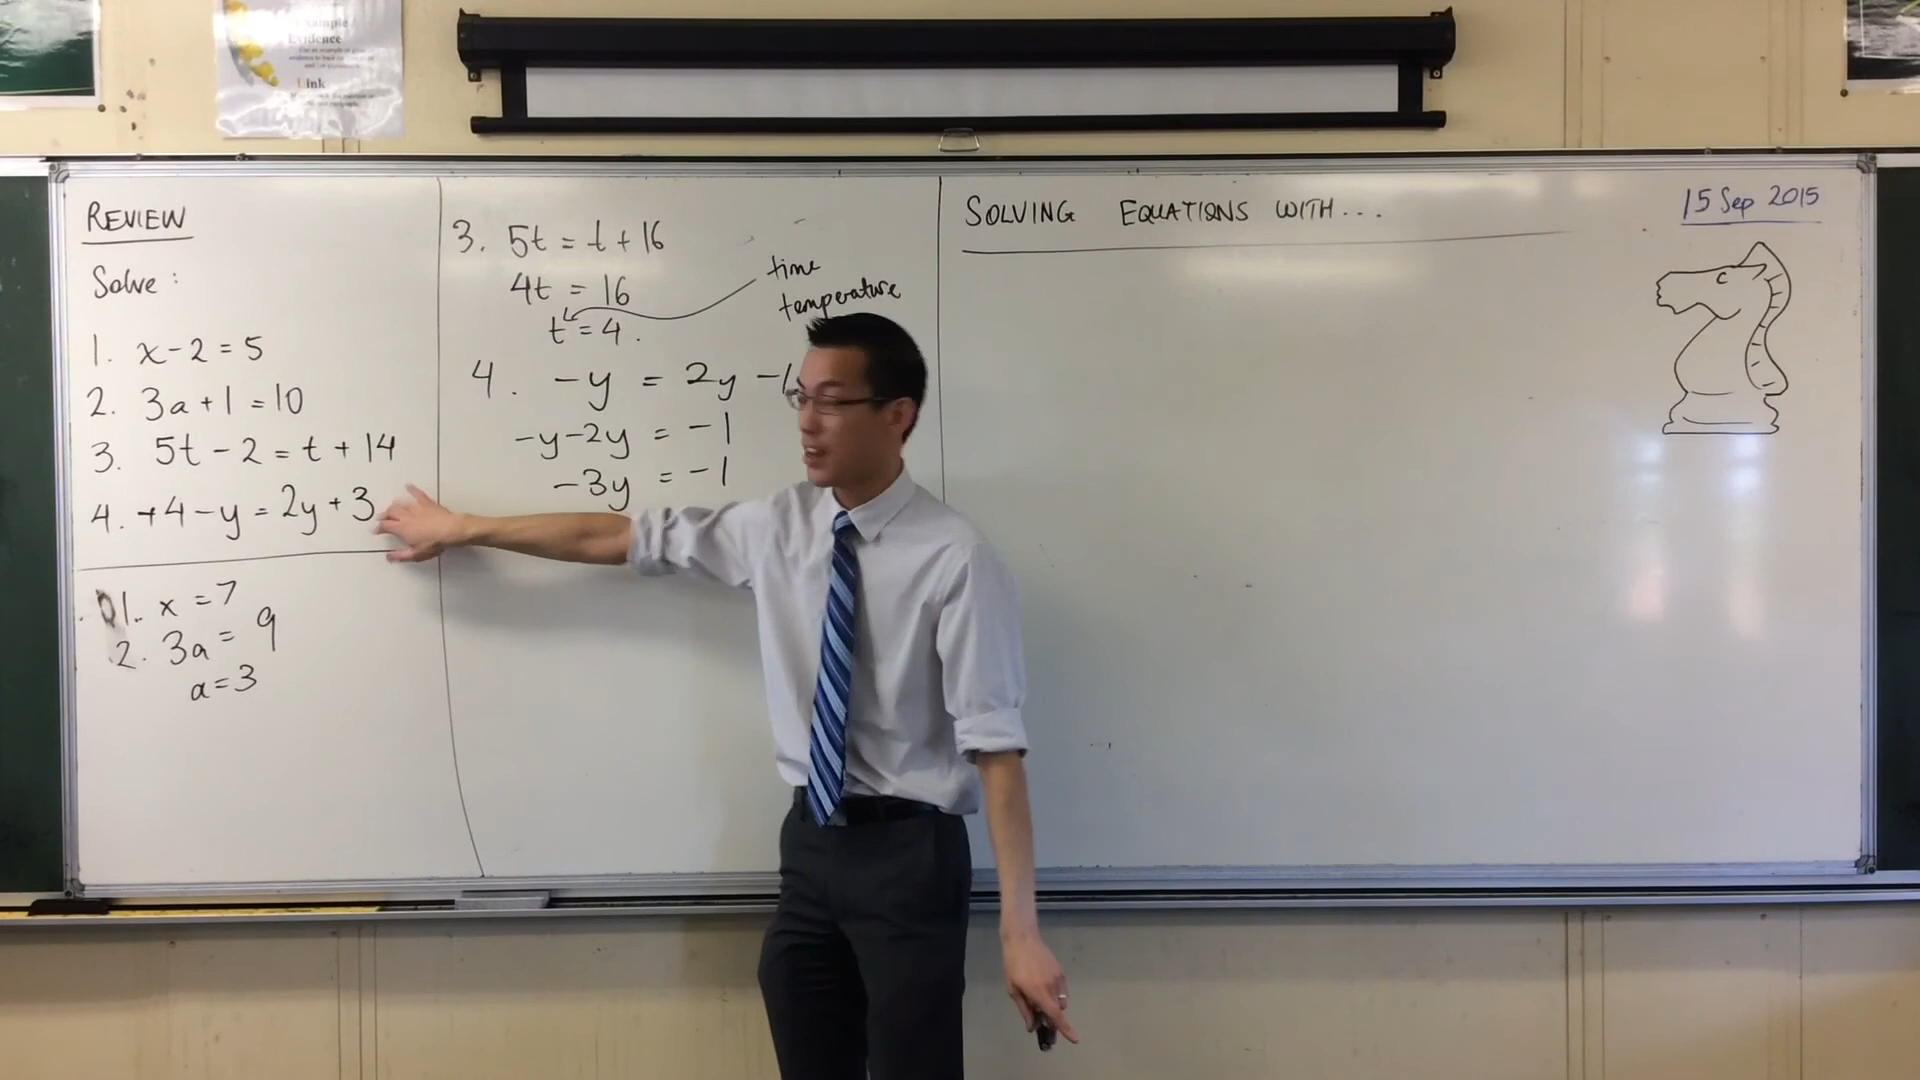 Example
Evidence
Link
REVIEW
Solve :
1. x - 2 = 5
2. 3a + 1 = 10
3. 5t - 2 = t + 14
4. +4 - y = 2y + 3
Q1. x = 7
2. 3a = 9
a = 3
3. 5t = t + 16
4t = 16
t = 4 .
time
temperature
4 . -y = 2y - 1
-y - 2y = -1
-3y = -1
SOLVING EQUATIONS WITH...
15 Sep 2015